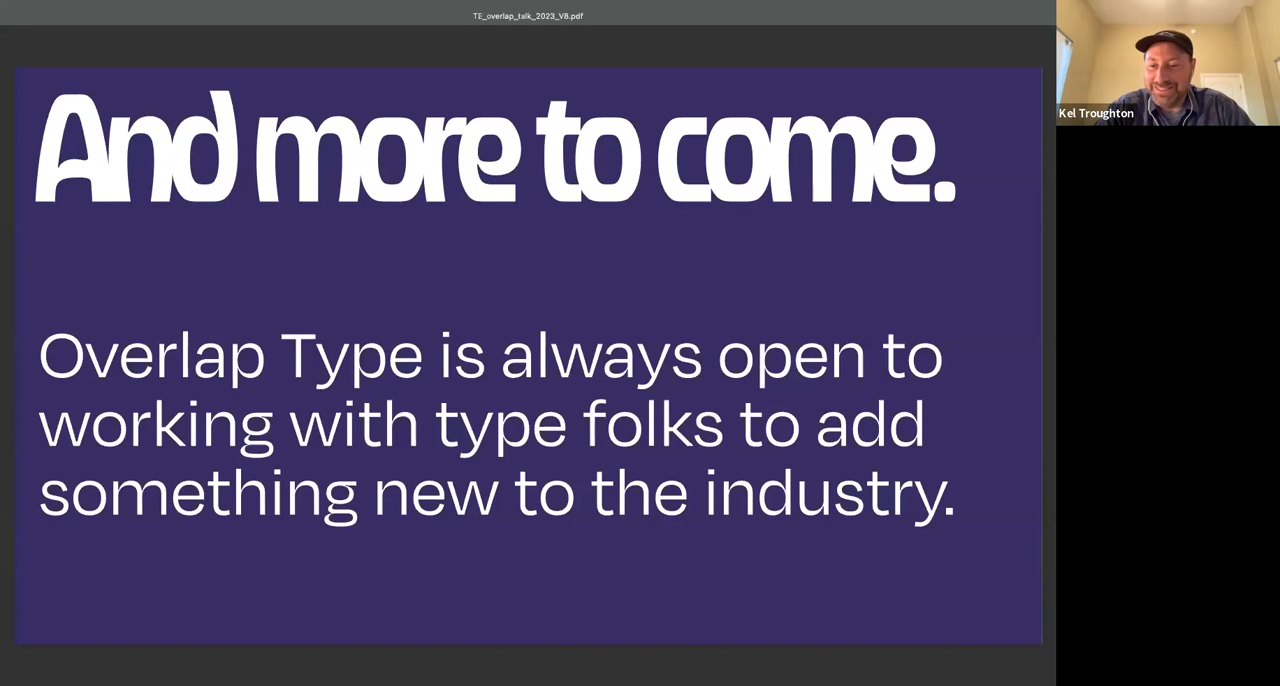 TE_overlap_talk_2023_V8.pdf
And more to come.
Kel Troughton
Overlap Type is always open to
working with type folks to add
something new to the industry.